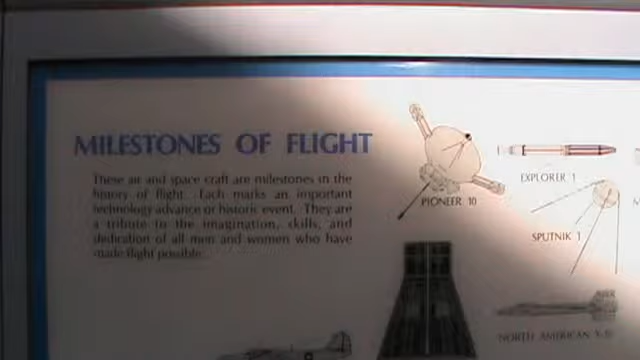 MILESTONES OF FLIGHT
These air and space craft are milestones in the
history of flight. Each marks an important
technology advance or historic event. They are
a tribute to the imagination, skills, and
dedication of all men and women who have
made flight possible.
PIONEER 10
EXPLORER 1
SPUTNIK 1
NORTH AMERICAN X-15